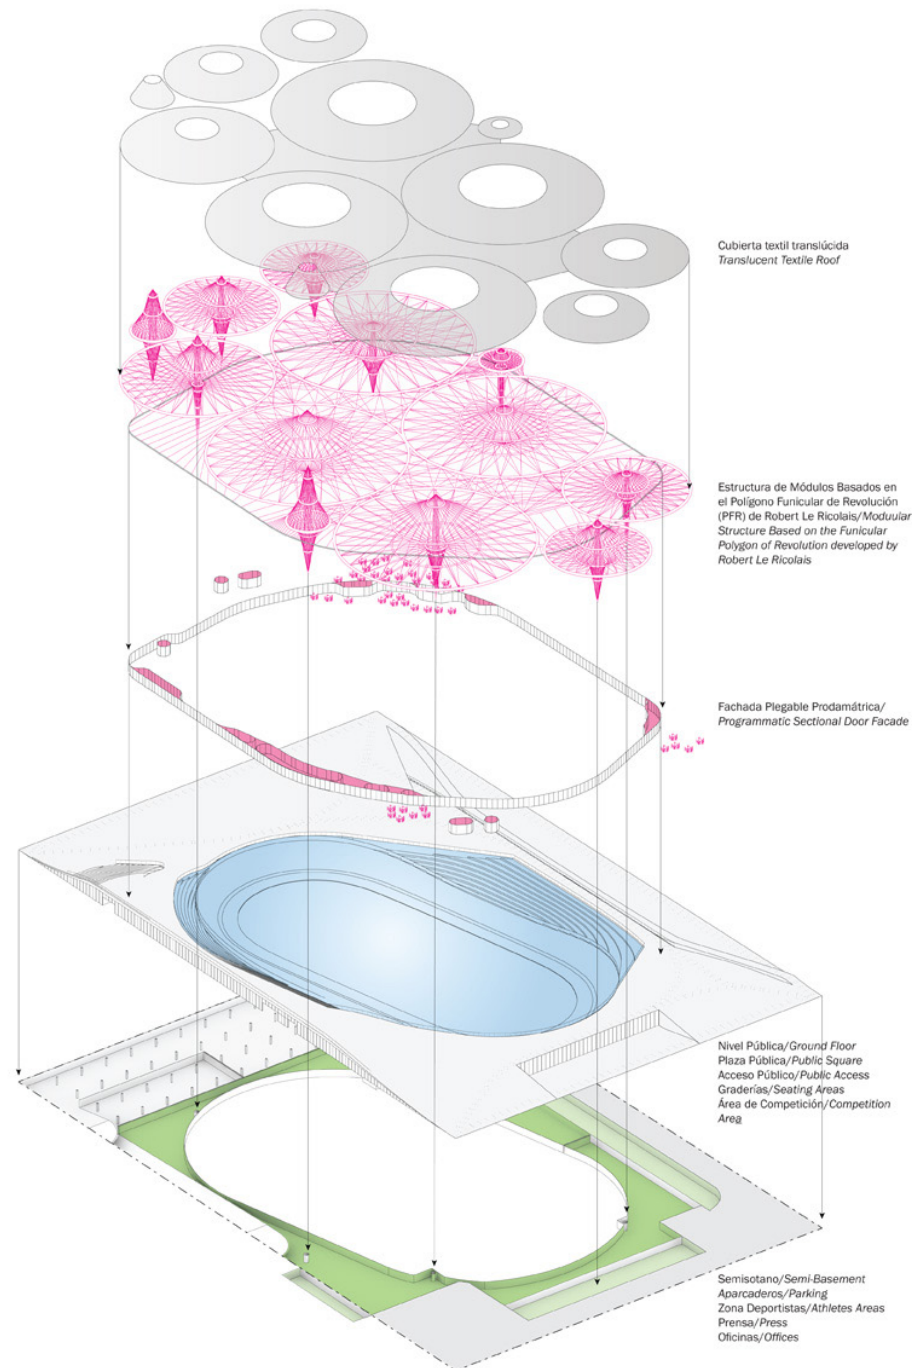 Cubierta textil translúcida
Translucent Textile Roof
Estructura de Módulos Basados en
el Polígono Funicular de Revolución
(PFR) de Robert Le Ricolais/Moduular
Structure Based on the Funicular
Polygon of Revolution developed by
Robert Le Ricolais
Fachada Plegable Prodamátrica/
Programmatic Sectional Door Facade
Nivel Pública/Ground Floor
Plaza Pública/Public Square
Acceso Público/Public Access
Graderías/Seating Areas
Área de Competición/Competition
Area
Semisotano/Semi-Basement
Aparcaderos/Parking
Zona Deportistas/Athletes Areas
Prensa/Press
Oficinas/Offices